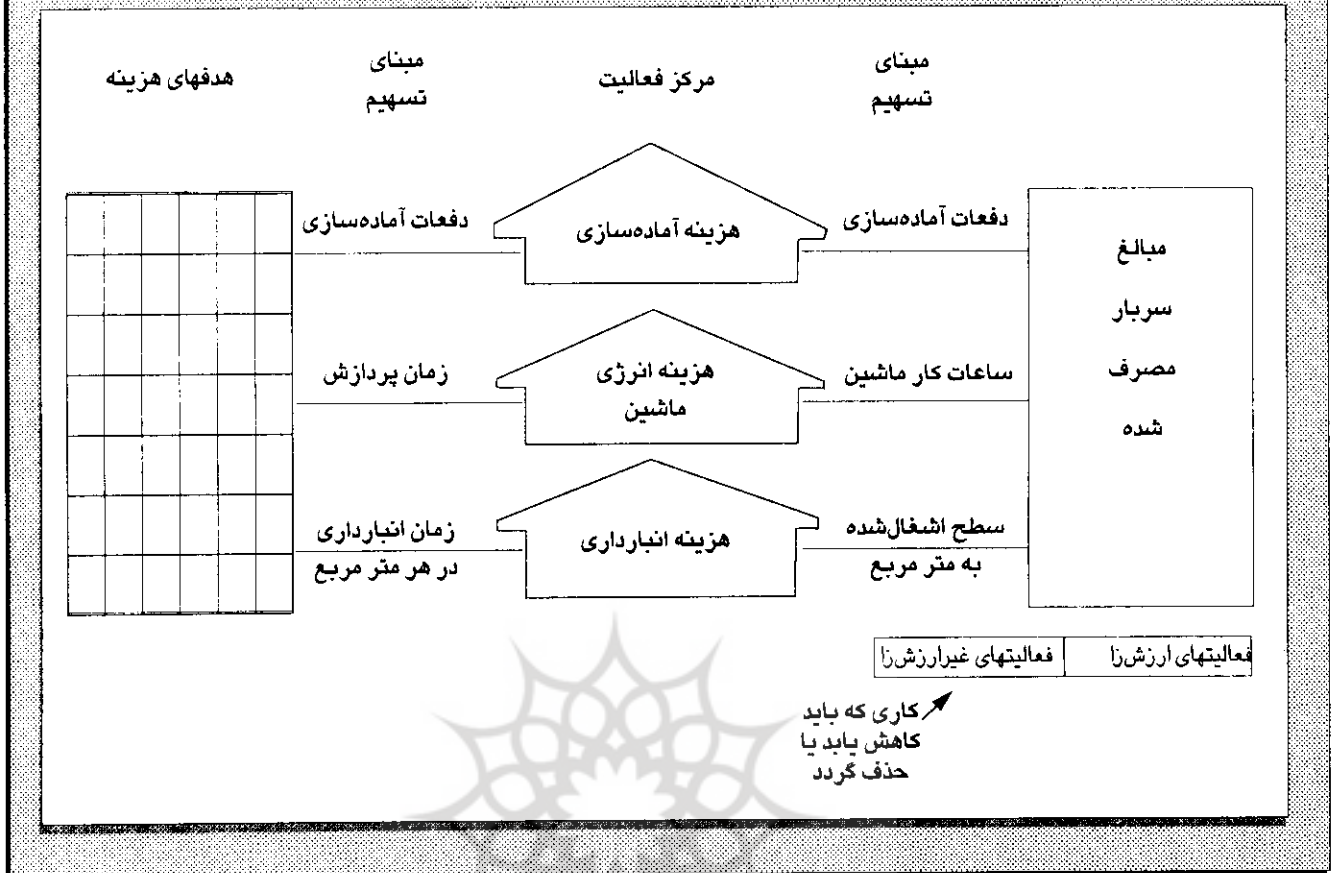 مبنای
تسهیم
مرکز فعالیت
مبنای
تسهیم
هدفهای هزینه
مبالغ
سربار
مصرف
شده
دفعات آماده‌سازی
هزینه آماده‌سازی
دفعات آماده‌سازی
ساعات کار ماشین
هزینه انرژی
ماشین
زمان پردازش
سطح اشغال‌شده
به متر مربع
هزینه انبارداری
زمان انبارداری
در هر متر مربع
فعالیتهای ارزش‌زا
فعالیتهای غیرارزش‌زا
کاری که باید
کاهش یابد یا
حذف گردد